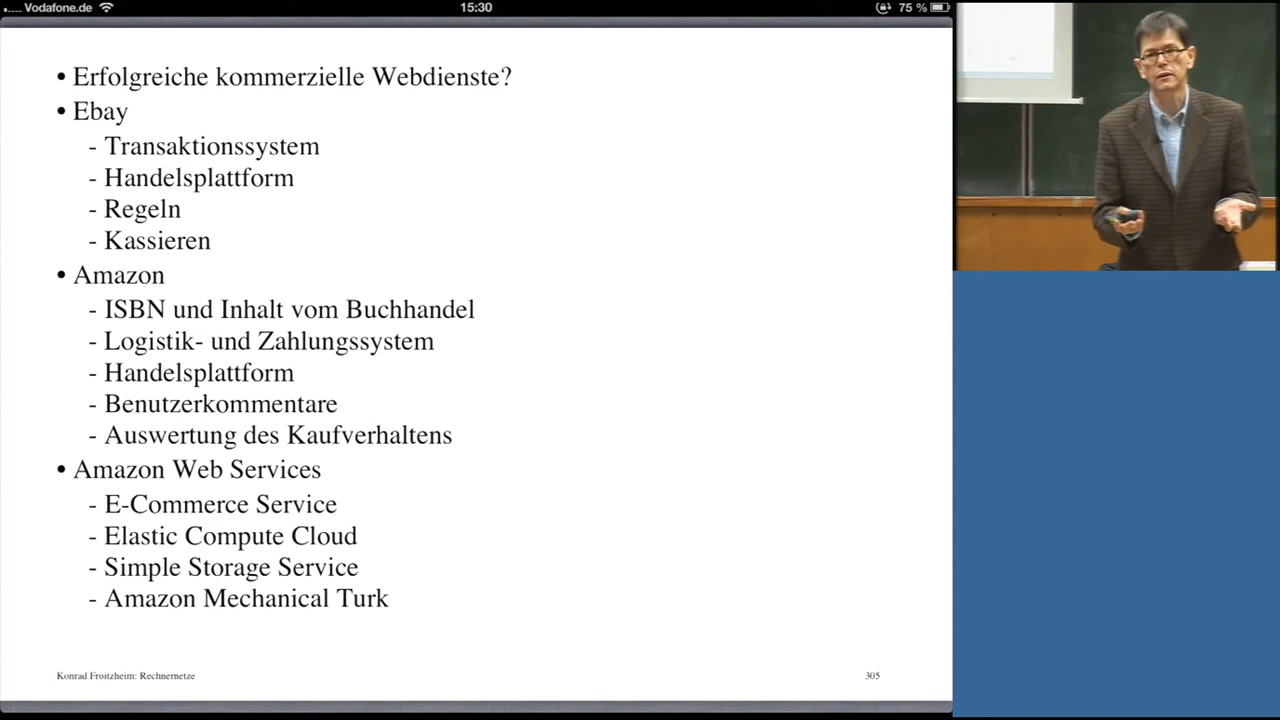 ..... Vodafone.de 15:30 75 %
• Erfolgreiche kommerzielle Webdienste?
• Ebay
- Transaktionssystem
- Handelsplattform
- Regeln
- Kassieren
• Amazon
- ISBN und Inhalt vom Buchhandel
- Logistik- und Zahlungssystem
- Handelsplattform
- Benutzerkommentare
- Auswertung des Kaufverhaltens
• Amazon Web Services
- E-Commerce Service
- Elastic Compute Cloud
- Simple Storage Service
- Amazon Mechanical Turk
Konrad Froitzheim: Rechnernetze 305